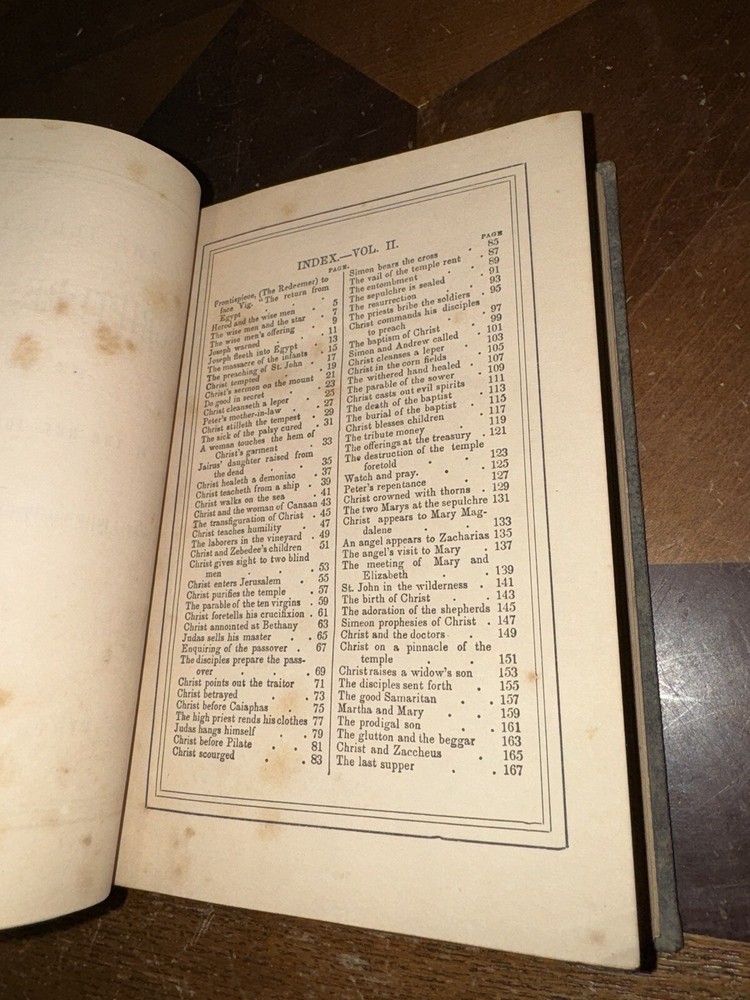 INDEX.—VOL. II.
PAGE.
Frontispiece, (The Redeemer) to
face Vig. "The return from
Egypt . . 5
Herod and the wise men . 7
The wise men and the star . 9
The wise men's offering . 11
Joseph warned . . 13
Joseph fleeth into Egypt . 15
The massacre of the infants . 17
The preaching of St. John . 19
Christ tempted . . 21
Christ's sermon on the mount 23
Do good in secret . . 25
Christ cleanseth a leper . 27
Peter's mother-in-law . . 29
Christ stilleth the tempest . 31
The sick of the palsy cured .
A woman touches the hem of
Christ's garment . . 33
Jairus' daughter raised from
the dead . . 35
Christ healeth a demoniac . 37
Christ teacheth from a ship . 39
Christ walks on the sea . 41
Christ and the woman of Canaan 43
The transfiguration of Christ . 45
Christ teaches humility . 47
The laborers in the vineyard . 49
Christ and Zebedee's children 51
Christ gives sight to two blind
men . . . 53
Christ enters Jerusalem . 55
Christ purifies the temple . 57
The parable of the ten virgins . 59
Christ foretells his crucifixion . 61
Christ annointed at Bethany 63
Judas sells his master . . 65
Enquiring of the passover . 67
The disciples prepare the pass-
over . . . 69
Christ points out the traitor 71
Christ betrayed . . 73
Christ before Caiaphas . 75
The high priest rends his clothes 77
Judas hangs himself . . 79
Christ before Pilate . . 81
Christ scourged . . 83
PAGE
Simon bears the cross . 85
The vail of the temple rent . 87
The entombment . . 89
The sepulchre is sealed . 91
The resurrection . . 93
The priests bribe the soldiers . 95
Christ commands his disciples
to preach . . 97
The baptism of Christ . 99
Simon and Andrew called . 101
Christ cleanses a leper . 103
Christ in the corn fields . 105
The withered hand healed . 107
The parable of the sower . 109
Christ casts out evil spirits 111
The death of the baptist . 113
The burial of the baptist . 115
Christ blesses children . 117
The tribute money . . 119
The offerings at the treasury . 121
The destruction of the temple
foretold . . . 123
Watch and pray. . . 125
Peter's repentance . . 127
Christ crowned with thorns . 129
The two Marys at the sepulchre 131
Christ appears to Mary Mag-
dalene . . . 133
An angel appears to Zacharias 135
The angel's visit to Mary . 137
The meeting of Mary and
Elizabeth . . 139
St. John in the wilderness . 141
The birth of Christ . . 143
The adoration of the shepherds 145
Simeon prophesies of Christ . 147
Christ and the doctors . . 149
Christ on a pinnacle of the
temple . . . 151
Christ raises a widow's son 153
The disciples sent forth . 155
The good Samaritan . . 157
Martha and Mary . . 159
The prodigal son . . 161
The glutton and the beggar 163
Christ and Zaccheus . 165
The last supper . . 167